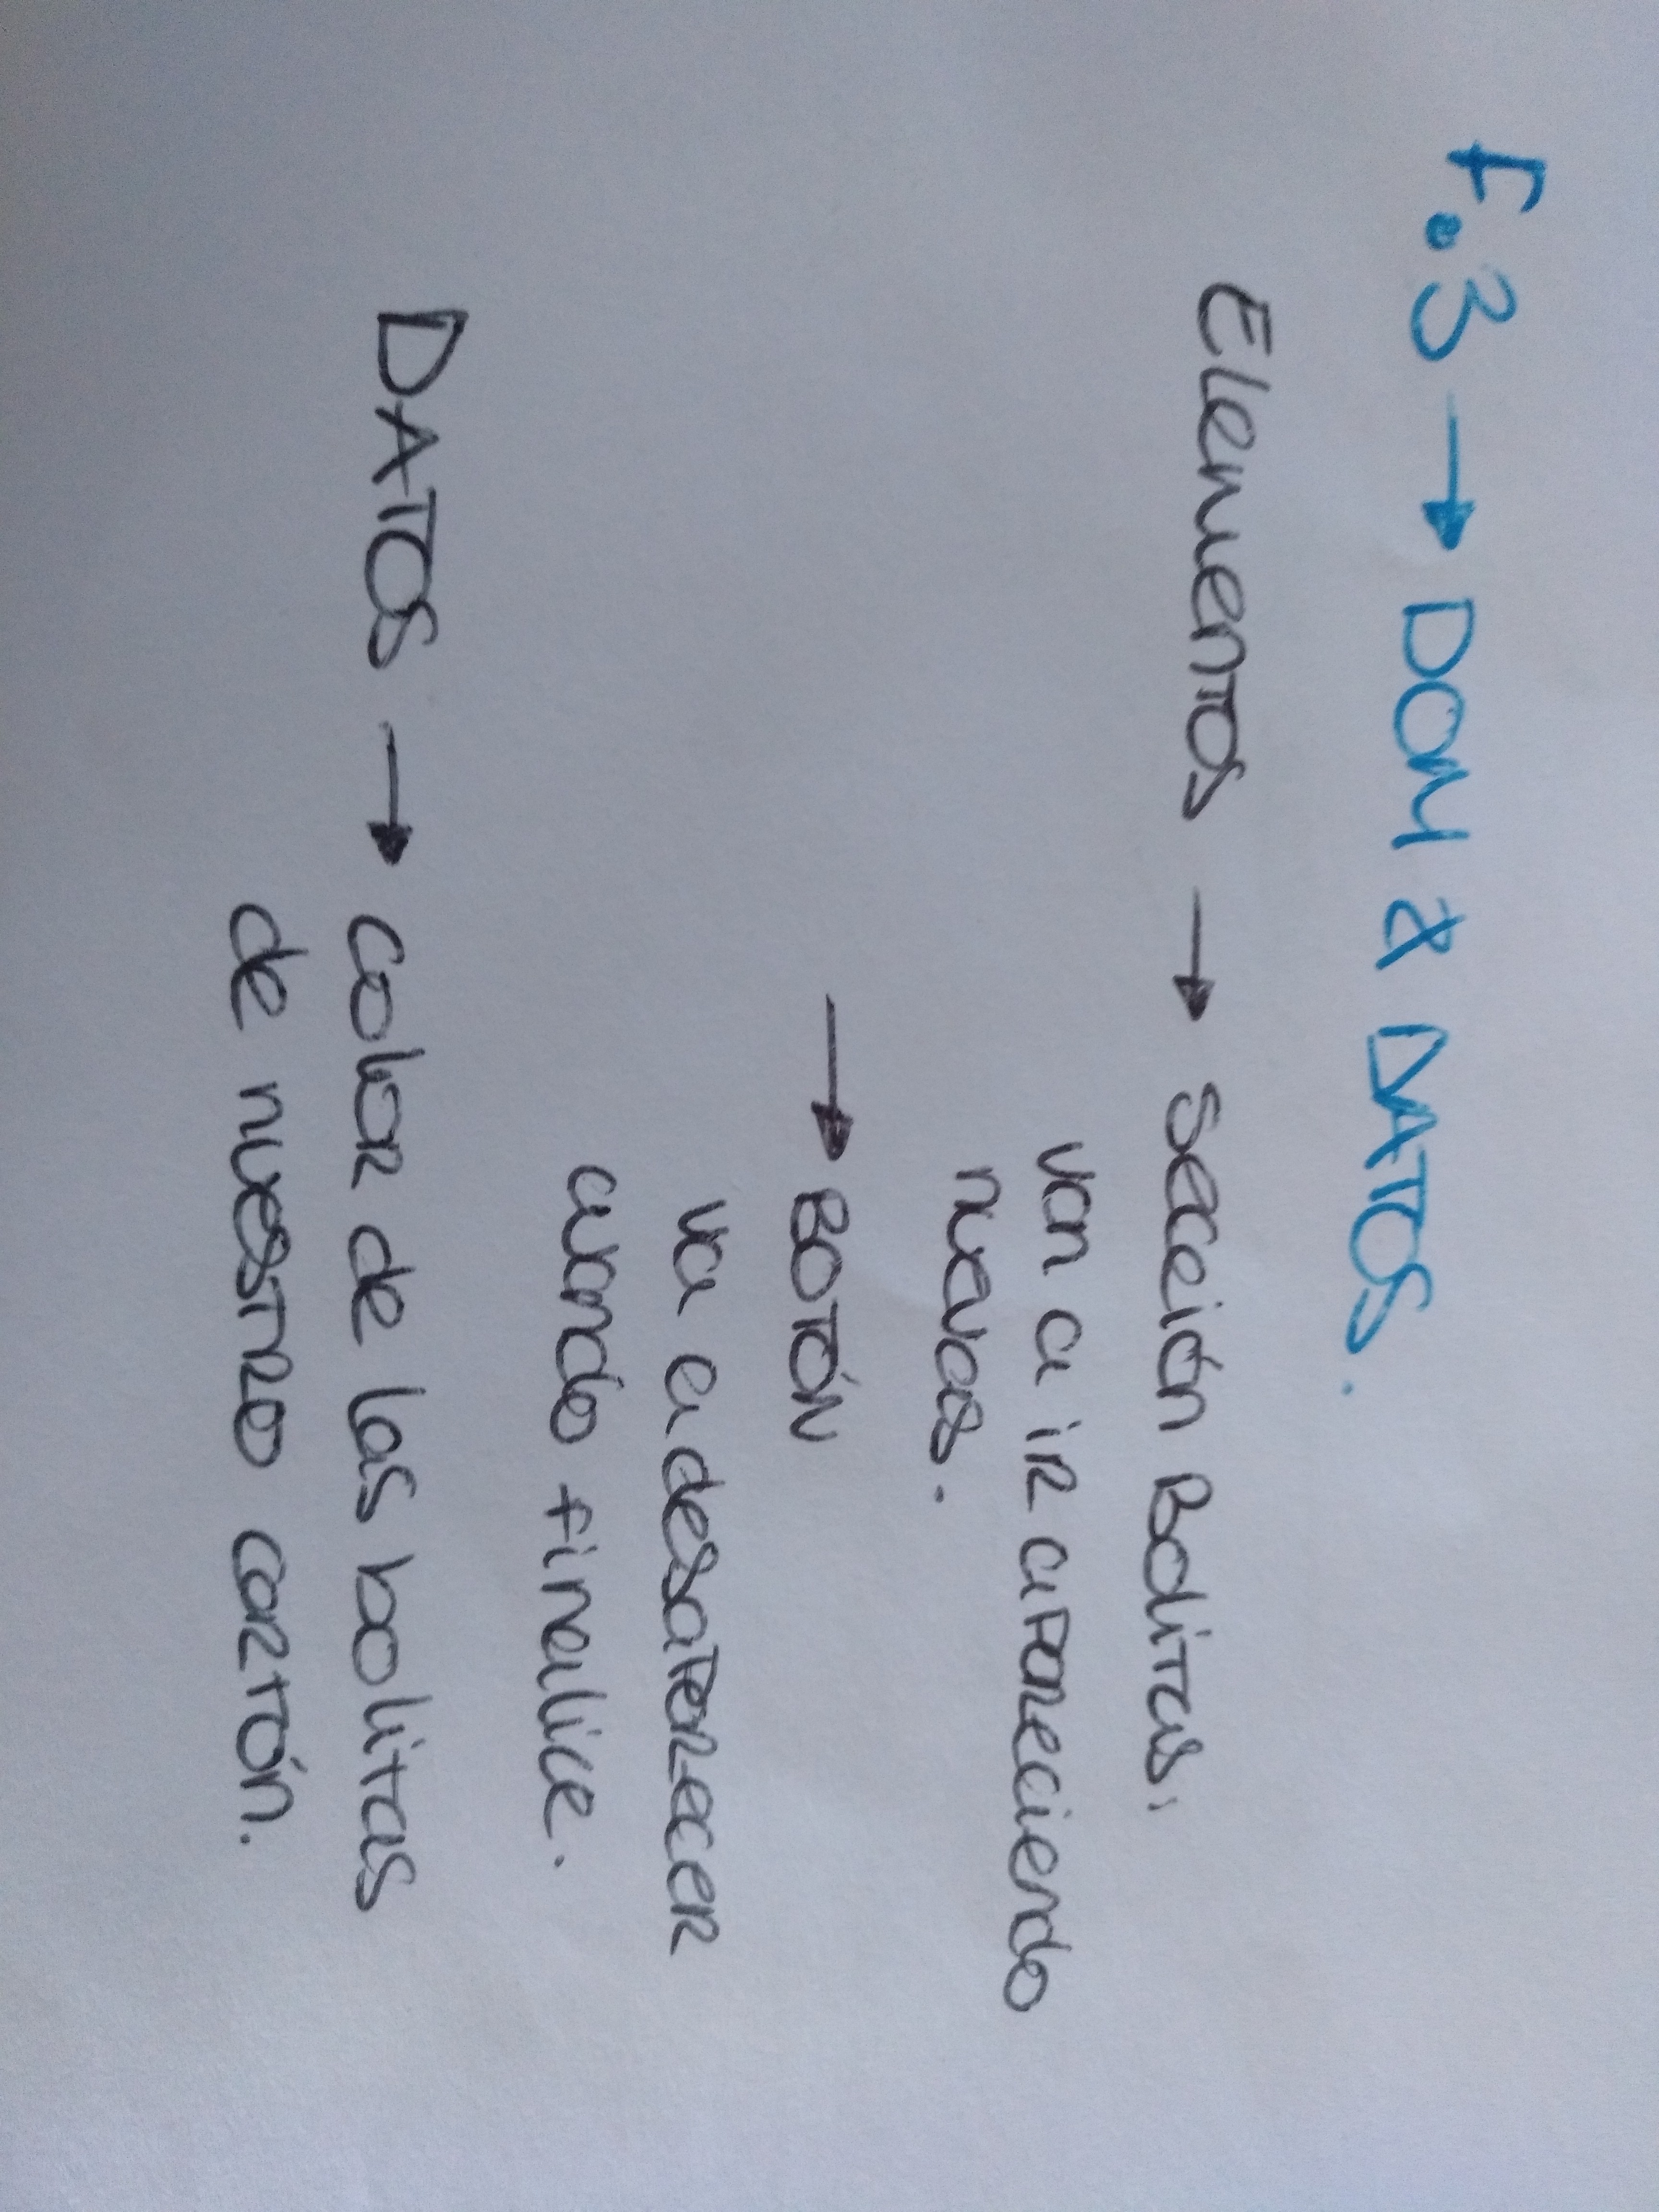 F.3 → DOM & DATOS.
Elementos → sección Bolitas:
van a ir apareciendo
nuevas.
→ BOTÓN
va a desaparecer
cuando finalice.
DATOS → color de las bolitas
de nuestro cartón.